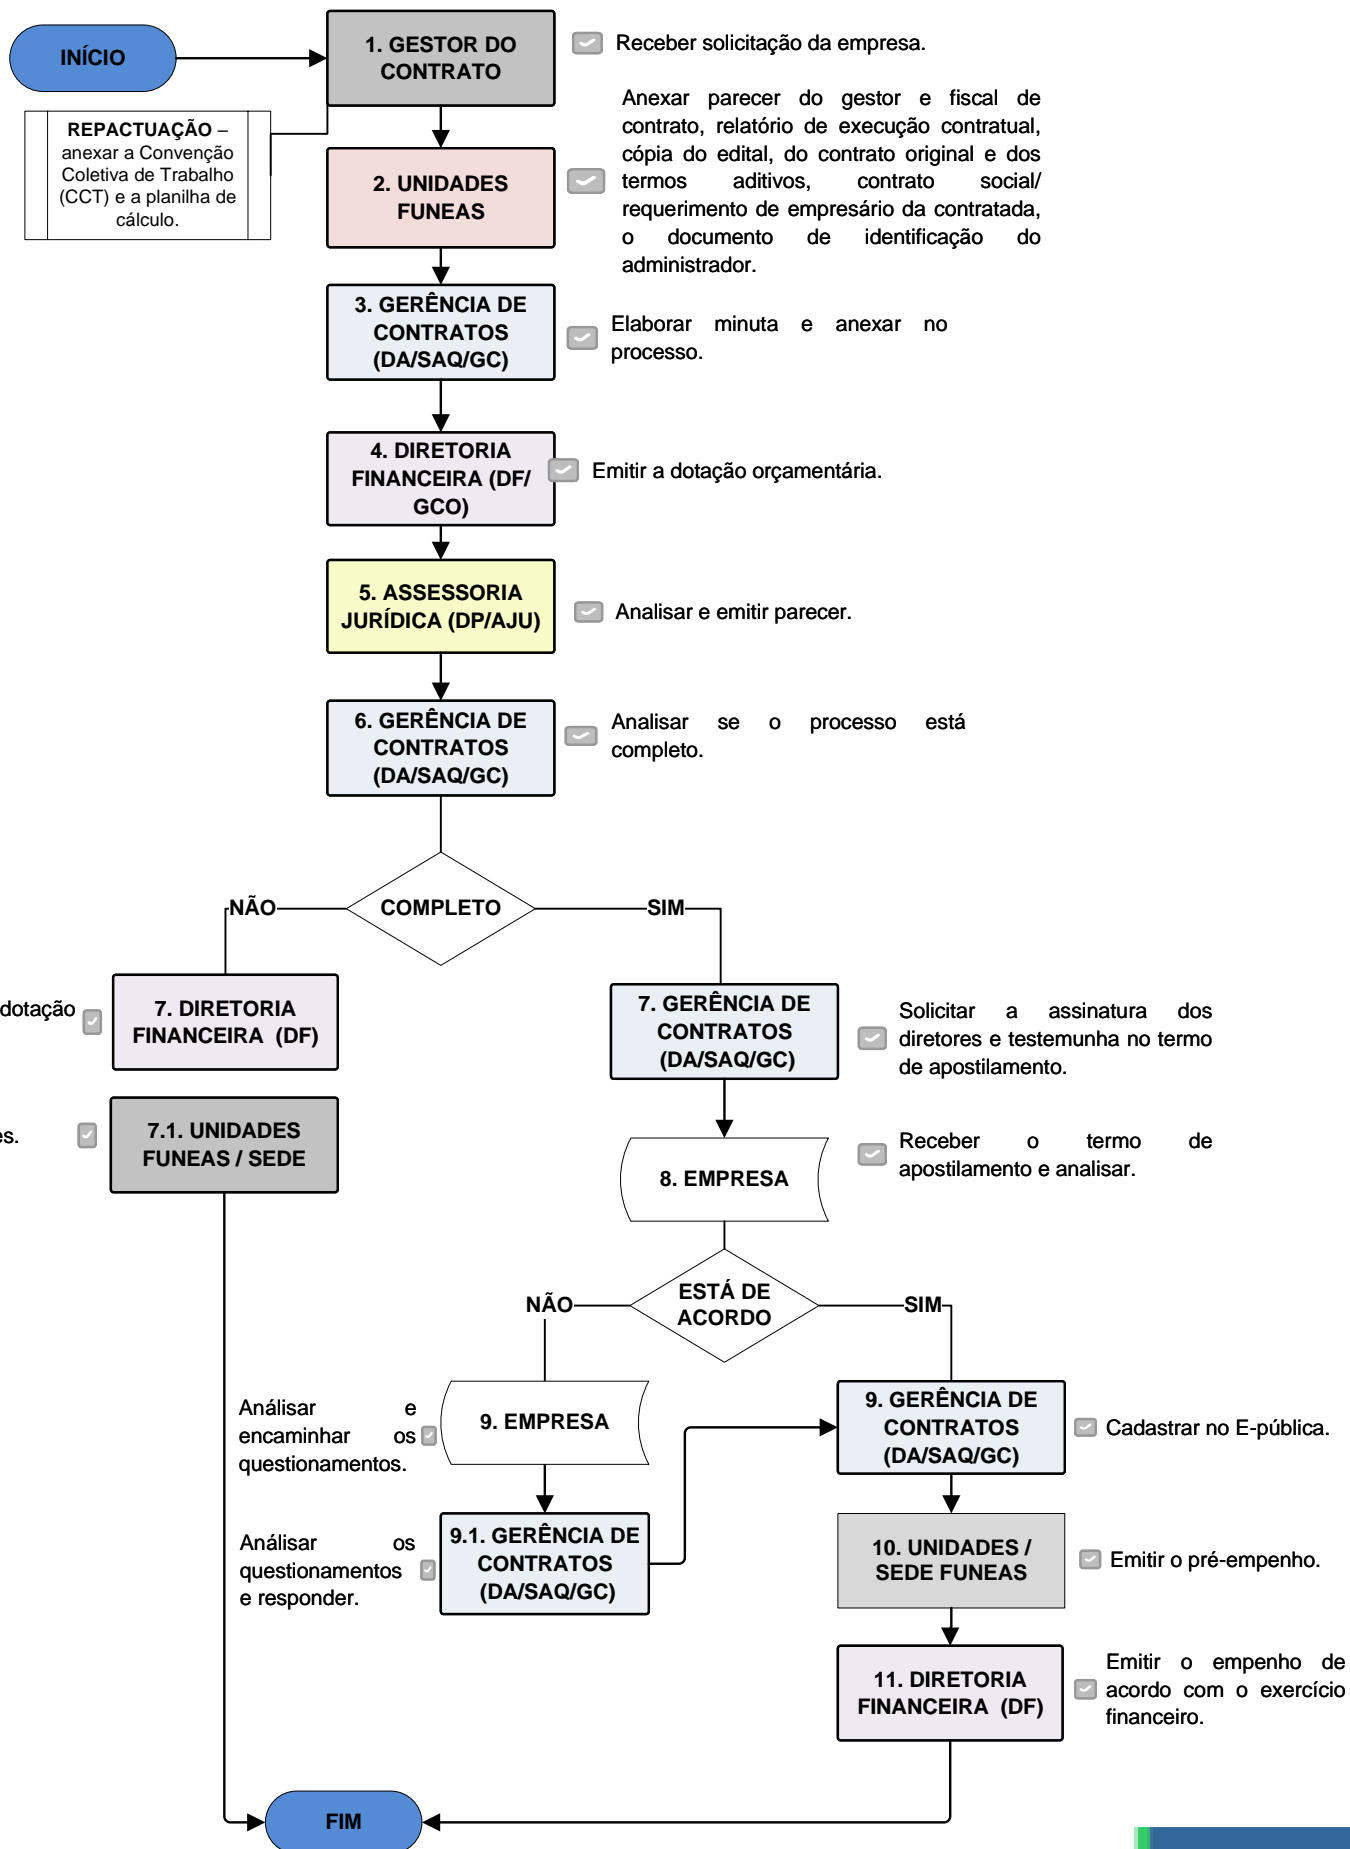 INÍCIO
1. GESTOR DO
CONTRATO
Receber solicitação da empresa.
REPACTUAÇÃO –
anexar a Convenção
Coletiva de Trabalho
(CCT) e a planilha de
cálculo.
2. UNIDADES
FUNEAS
Anexar parecer do gestor e fiscal de
contrato, relatório de execução contratual,
cópia do edital, do contrato original e dos
termos aditivos, contrato social/
requerimento de empresário da contratada,
o documento de identificação do
administrador.
3. GERÊNCIA DE
CONTRATOS
(DA/SAQ/GC)
Elaborar minuta e anexar no
processo.
4. DIRETORIA
FINANCEIRA (DF/
GCO)
Emitir a dotação orçamentária.
5. ASSESSORIA
JURÍDICA (DP/AJU)
Analisar e emitir parecer.
6. GERÊNCIA DE
CONTRATOS
(DA/SAQ/GC)
Analisar se o processo está
completo.
COMPLETO
NÃO
SIM
dotação
7. DIRETORIA
FINANCEIRA (DF)
7. GERÊNCIA DE
CONTRATOS
(DA/SAQ/GC)
Solicitar a assinatura dos
diretores e testemunha no termo
de apostilamento.
s.
7.1. UNIDADES
FUNEAS / SEDE
8. EMPRESA
Receber o termo de
apostilamento e analisar.
ESTÁ DE
ACORDO
NÃO
SIM
Análisar e
encaminhar os
questionamentos.
9. EMPRESA
9. GERÊNCIA DE
CONTRATOS
(DA/SAQ/GC)
Cadastrar no E-pública.
Análisar os
questionamentos
e responder.
9.1. GERÊNCIA DE
CONTRATOS
(DA/SAQ/GC)
10. UNIDADES /
SEDE FUNEAS
Emitir o pré-empenho.
11. DIRETORIA
FINANCEIRA (DF)
Emitir o empenho de
acordo com o exercício
financeiro.
FIM